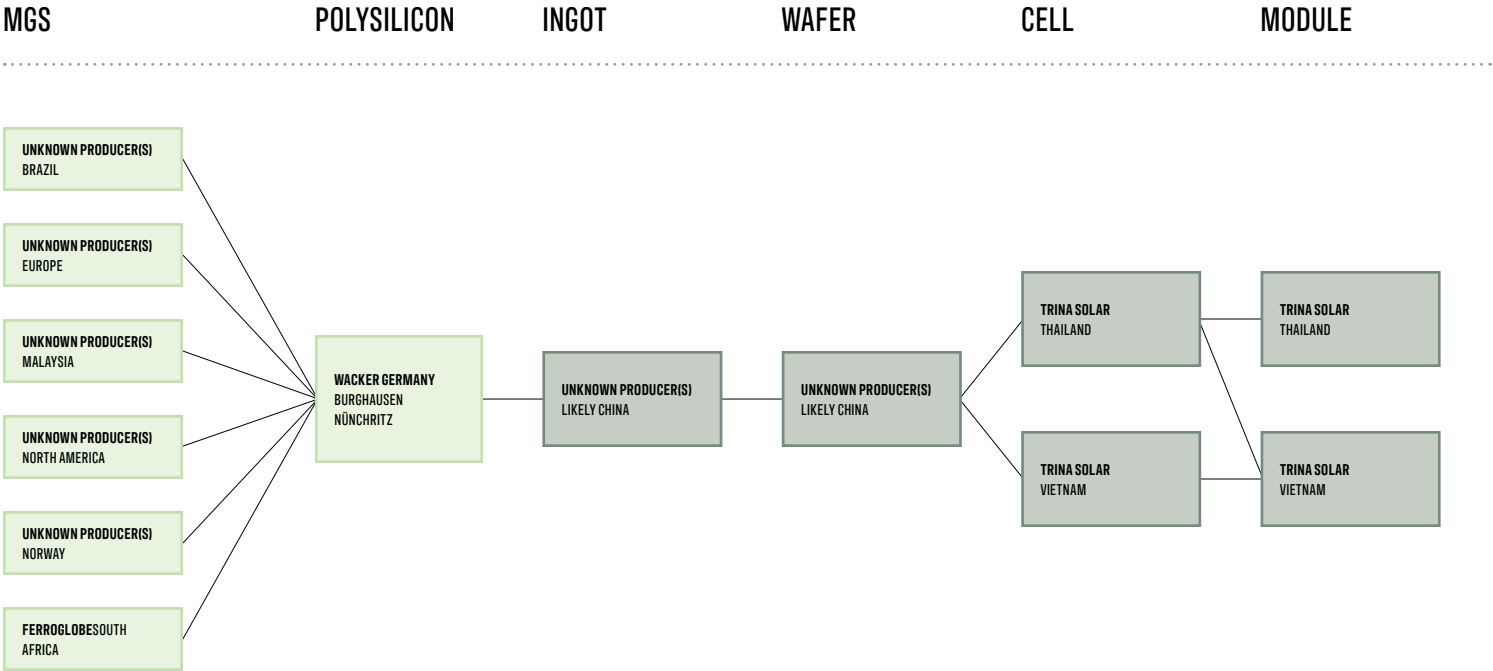 MGS
POLYSILICON
INGOT
WAFER
CELL
MODULE
UNKNOWN PRODUCER(S)
BRAZIL
UNKNOWN PRODUCER(S)
EUROPE
UNKNOWN PRODUCER(S)
MALAYSIA
UNKNOWN PRODUCER(S)
NORTH AMERICA
UNKNOWN PRODUCER(S)
NORWAY
FERROGLOBESOUTH
AFRICA
WACKER GERMANY
BURGHAUSEN
NÜNCHRITZ
UNKNOWN PRODUCER(S)
LIKELY CHINA
UNKNOWN PRODUCER(S)
LIKELY CHINA
TRINA SOLAR
THAILAND
TRINA SOLAR
VIETNAM
TRINA SOLAR
THAILAND
TRINA SOLAR
VIETNAM